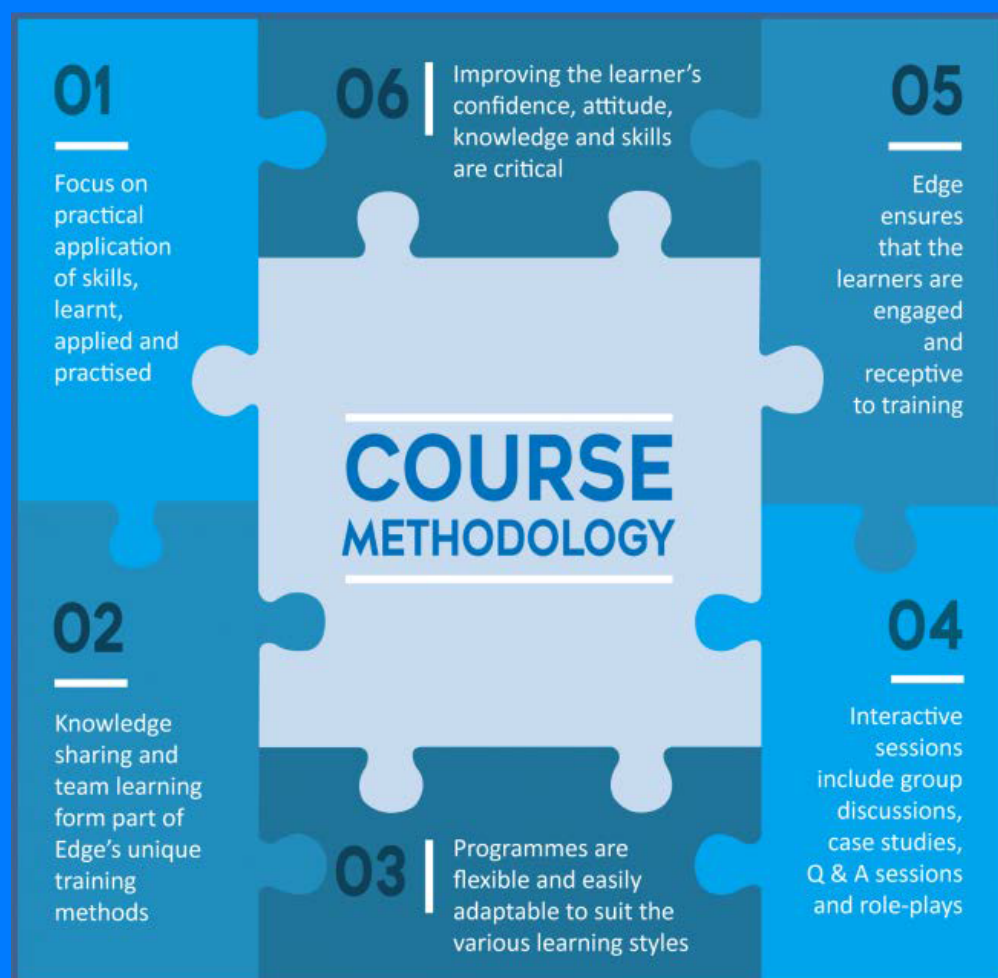 01
Focus on
practical
application
of skills,
learnt,
applied and
practised
02
Knowledge
sharing and
team learning
form part of
Edge’s unique
training
methods
03
Programmes are
flexible and easily
adaptable to suit the
various learning styles
04
Interactive
sessions
include group
discussions,
case studies,
Q & A sessions
and role-plays
05
Edge
ensures
that the
learners are
engaged
and
receptive
to training
06
Improving the learner’s
confidence, attitude,
knowledge and skills
are critical
COURSE
METHODOLOGY